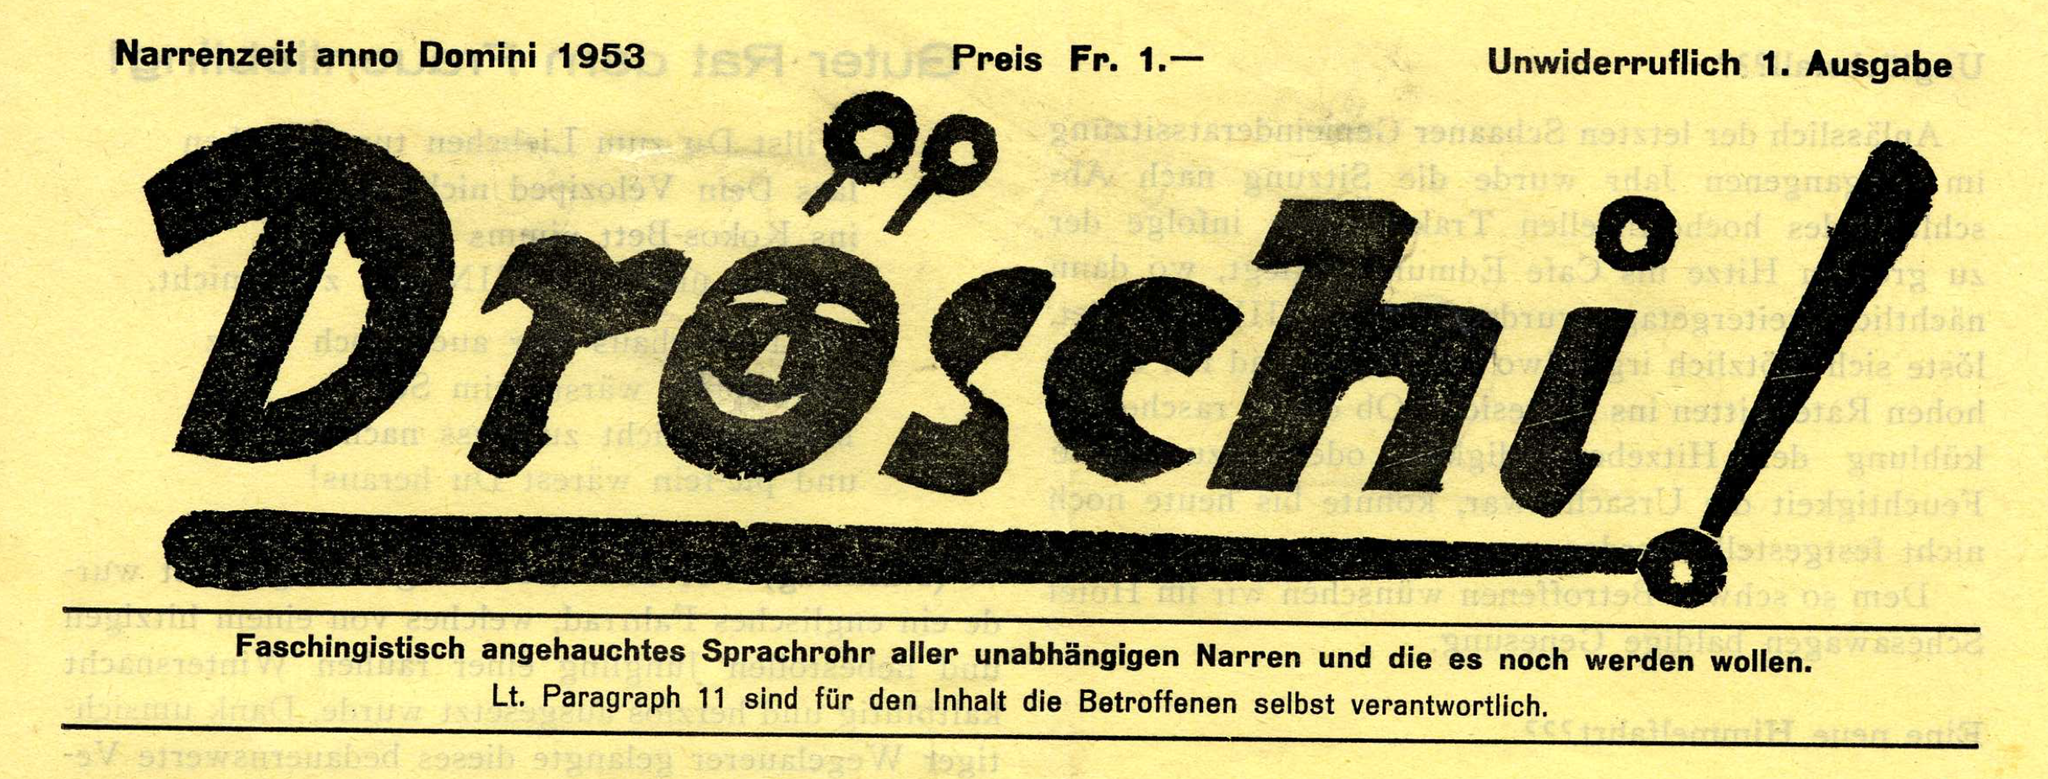 Narrenzeit anno Domini 1953 Preis Fr. 1.— Unwiderruflich 1. Ausgabe
Dröschi!
Faschingistisch angehauchtes Sprachrohr aller unabhängigen Narren und die es noch werden wollen.
Lt. Paragraph 11 sind für den Inhalt die Betroffenen selbst verantwortlich.